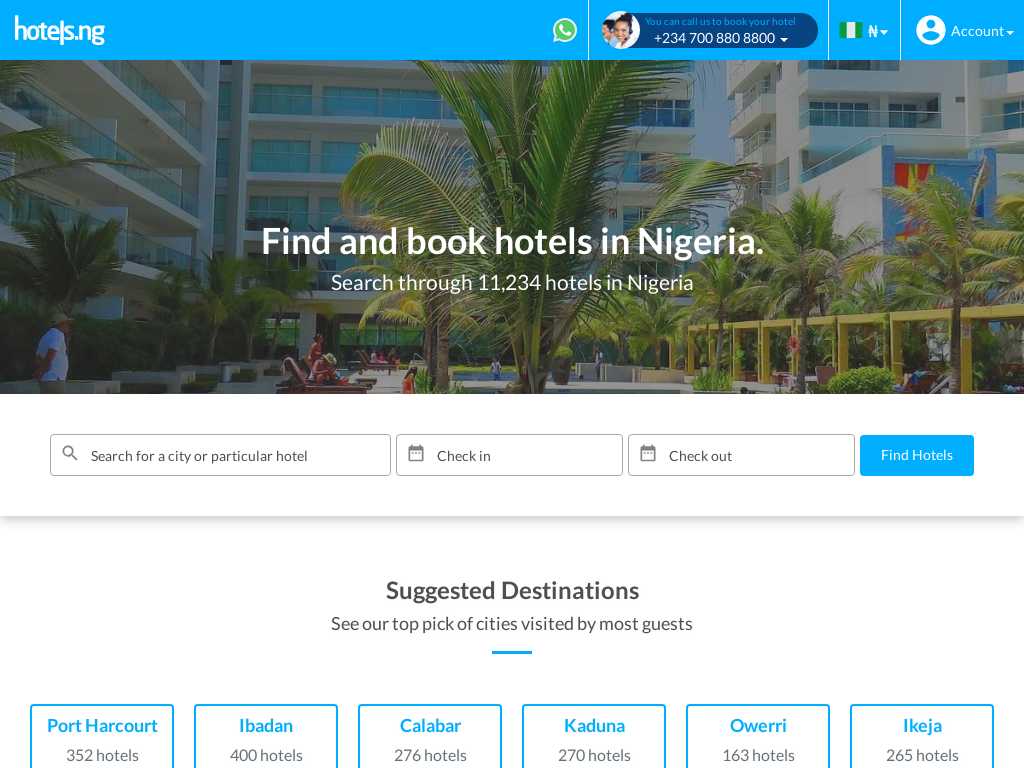 hotels.ng
You can call us to book your hotel
+234 700 880 8800
₦
Account
Find and book hotels in Nigeria.
Search through 11,234 hotels in Nigeria
Search for a city or particular hotel
Check in
Check out
Find Hotels
Suggested Destinations
See our top pick of cities visited by most guests
Port Harcourt
352 hotels
Ibadan
400 hotels
Calabar
276 hotels
Kaduna
270 hotels
Owerri
163 hotels
Ikeja
265 hotels